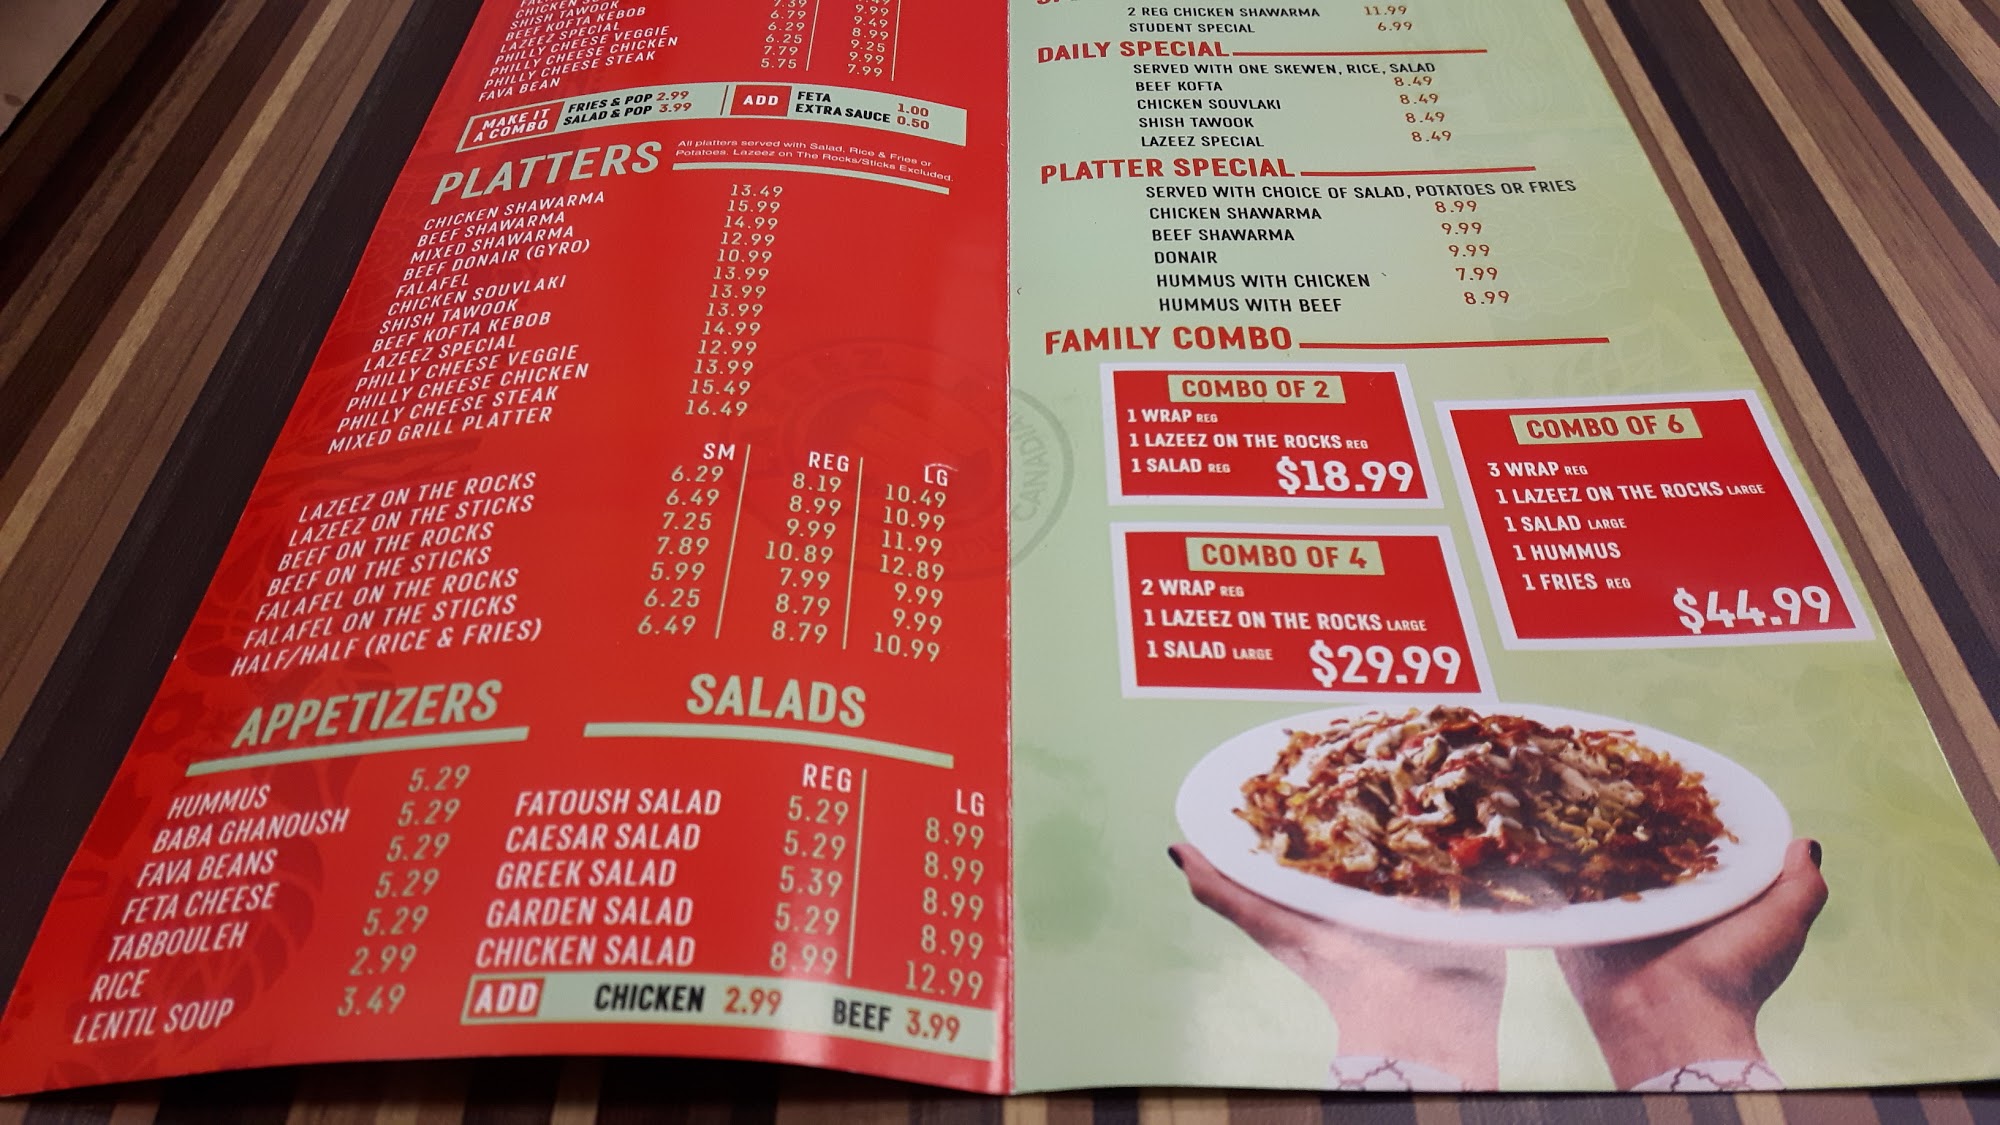 CHICKEN
SHISH TAWOOK 7.39 9.99
BEEF KOFTA KEBOB 6.79 9.49
LAZEEZ SPECIAL 6.29 8.99
PHILLY CHEESE VEGGIE 6.25 9.25
PHILLY CHEESE CHICKEN 7.79 9.99
PHILLY CHEESE STEAK 5.75 7.99
FAVA BEAN
MAKE IT A COMBO
FRIES & POP 2.99
SALAD & POP 3.99
ADD
FETA 1.00
EXTRA SAUCE 0.50
PLATTERS
All platters served with Salad, Rice & Fries or
Potatoes. Lazeez on The Rocks/Sticks Excluded.
CHICKEN SHAWARMA 13.49
BEEF SHAWARMA 15.99
MIXED SHAWARMA 14.99
BEEF DONAIR (GYRO) 12.99
FALAFEL 10.99
CHICKEN SOUVLAKI 13.99
SHISH TAWOOK 13.99
BEEF KOFTA KEBOB 13.99
LAZEEZ SPECIAL 14.99
PHILLY CHEESE VEGGIE 12.99
PHILLY CHEESE CHICKEN 13.99
PHILLY CHEESE STEAK 15.49
MIXED GRILL PLATTER 16.49
SM REG LG
LAZEEZ ON THE ROCKS 6.29 8.19 10.49
LAZEEZ ON THE STICKS 6.49 8.99 10.99
BEEF ON THE ROCKS 7.25 9.99 11.99
BEEF ON THE STICKS 7.89 10.89 12.89
FALAFEL ON THE ROCKS 5.99 7.99 9.99
FALAFEL ON THE STICKS 6.25 8.79 9.99
HALF/HALF (RICE & FRIES) 6.49 8.79 10.99
APPETIZERS
HUMMUS 5.29
BABA GHANOUSH 5.29
FAVA BEANS 5.29
FETA CHEESE 5.29
TABBOULEH 5.29
RICE 2.99
LENTIL SOUP 3.49
SALADS
REG LG
FATOUSH SALAD 5.29 8.99
CAESAR SALAD 5.29 8.99
GREEK SALAD 5.39 8.99
GARDEN SALAD 5.29 8.99
CHICKEN SALAD 8.99 12.99
ADD CHICKEN 2.99 BEEF 3.99
2 REG CHICKEN SHAWARMA 11.99
STUDENT SPECIAL 6.99
DAILY SPECIAL
SERVED WITH ONE SKEWEN, RICE, SALAD
BEEF KOFTA 8.49
CHICKEN SOUVLAKI 8.49
SHISH TAWOOK 8.49
LAZEEZ SPECIAL 8.49
PLATTER SPECIAL
SERVED WITH CHOICE OF SALAD, POTATOES OR FRIES
CHICKEN SHAWARMA 8.99
BEEF SHAWARMA 9.99
DONAIR 9.99
HUMMUS WITH CHICKEN 7.99
HUMMUS WITH BEEF 8.99
FAMILY COMBO
COMBO OF 2
1 WRAP REG
1 LAZEEZ ON THE ROCKS REG
1 SALAD REG
$18.99
COMBO OF 4
2 WRAP REG
1 LAZEEZ ON THE ROCKS LARGE
1 SALAD LARGE
$29.99
COMBO OF 6
3 WRAP REG
1 LAZEEZ ON THE ROCKS LARGE
1 SALAD LARGE
1 HUMMUS
1 FRIES REG
$44.99